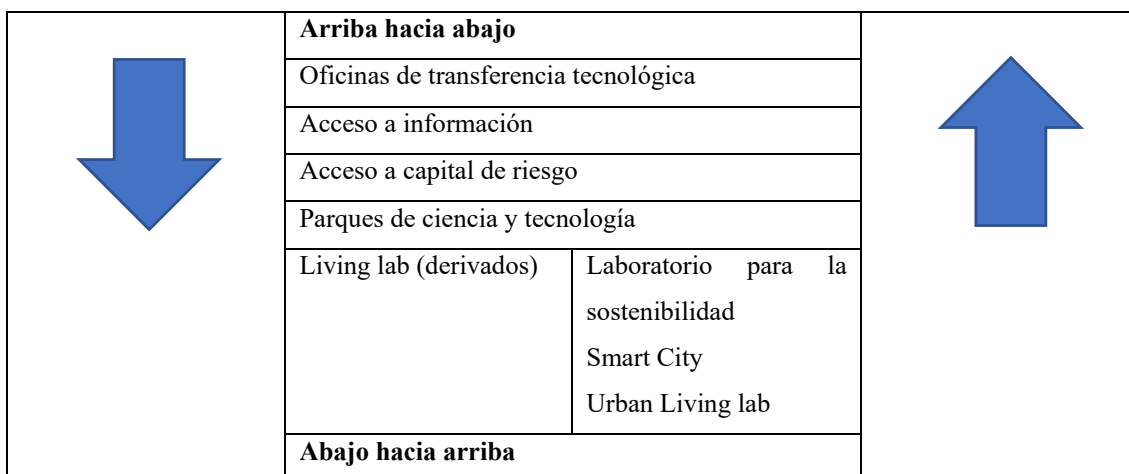 Arriba hacia abajo
Oficinas de transferencia tecnológica
Acceso a información
Acceso a capital de riesgo
Parques de ciencia y tecnología
Living lab (derivados)
Laboratorio para la
sostenibilidad
Smart City
Urban Living lab
Abajo hacia arriba